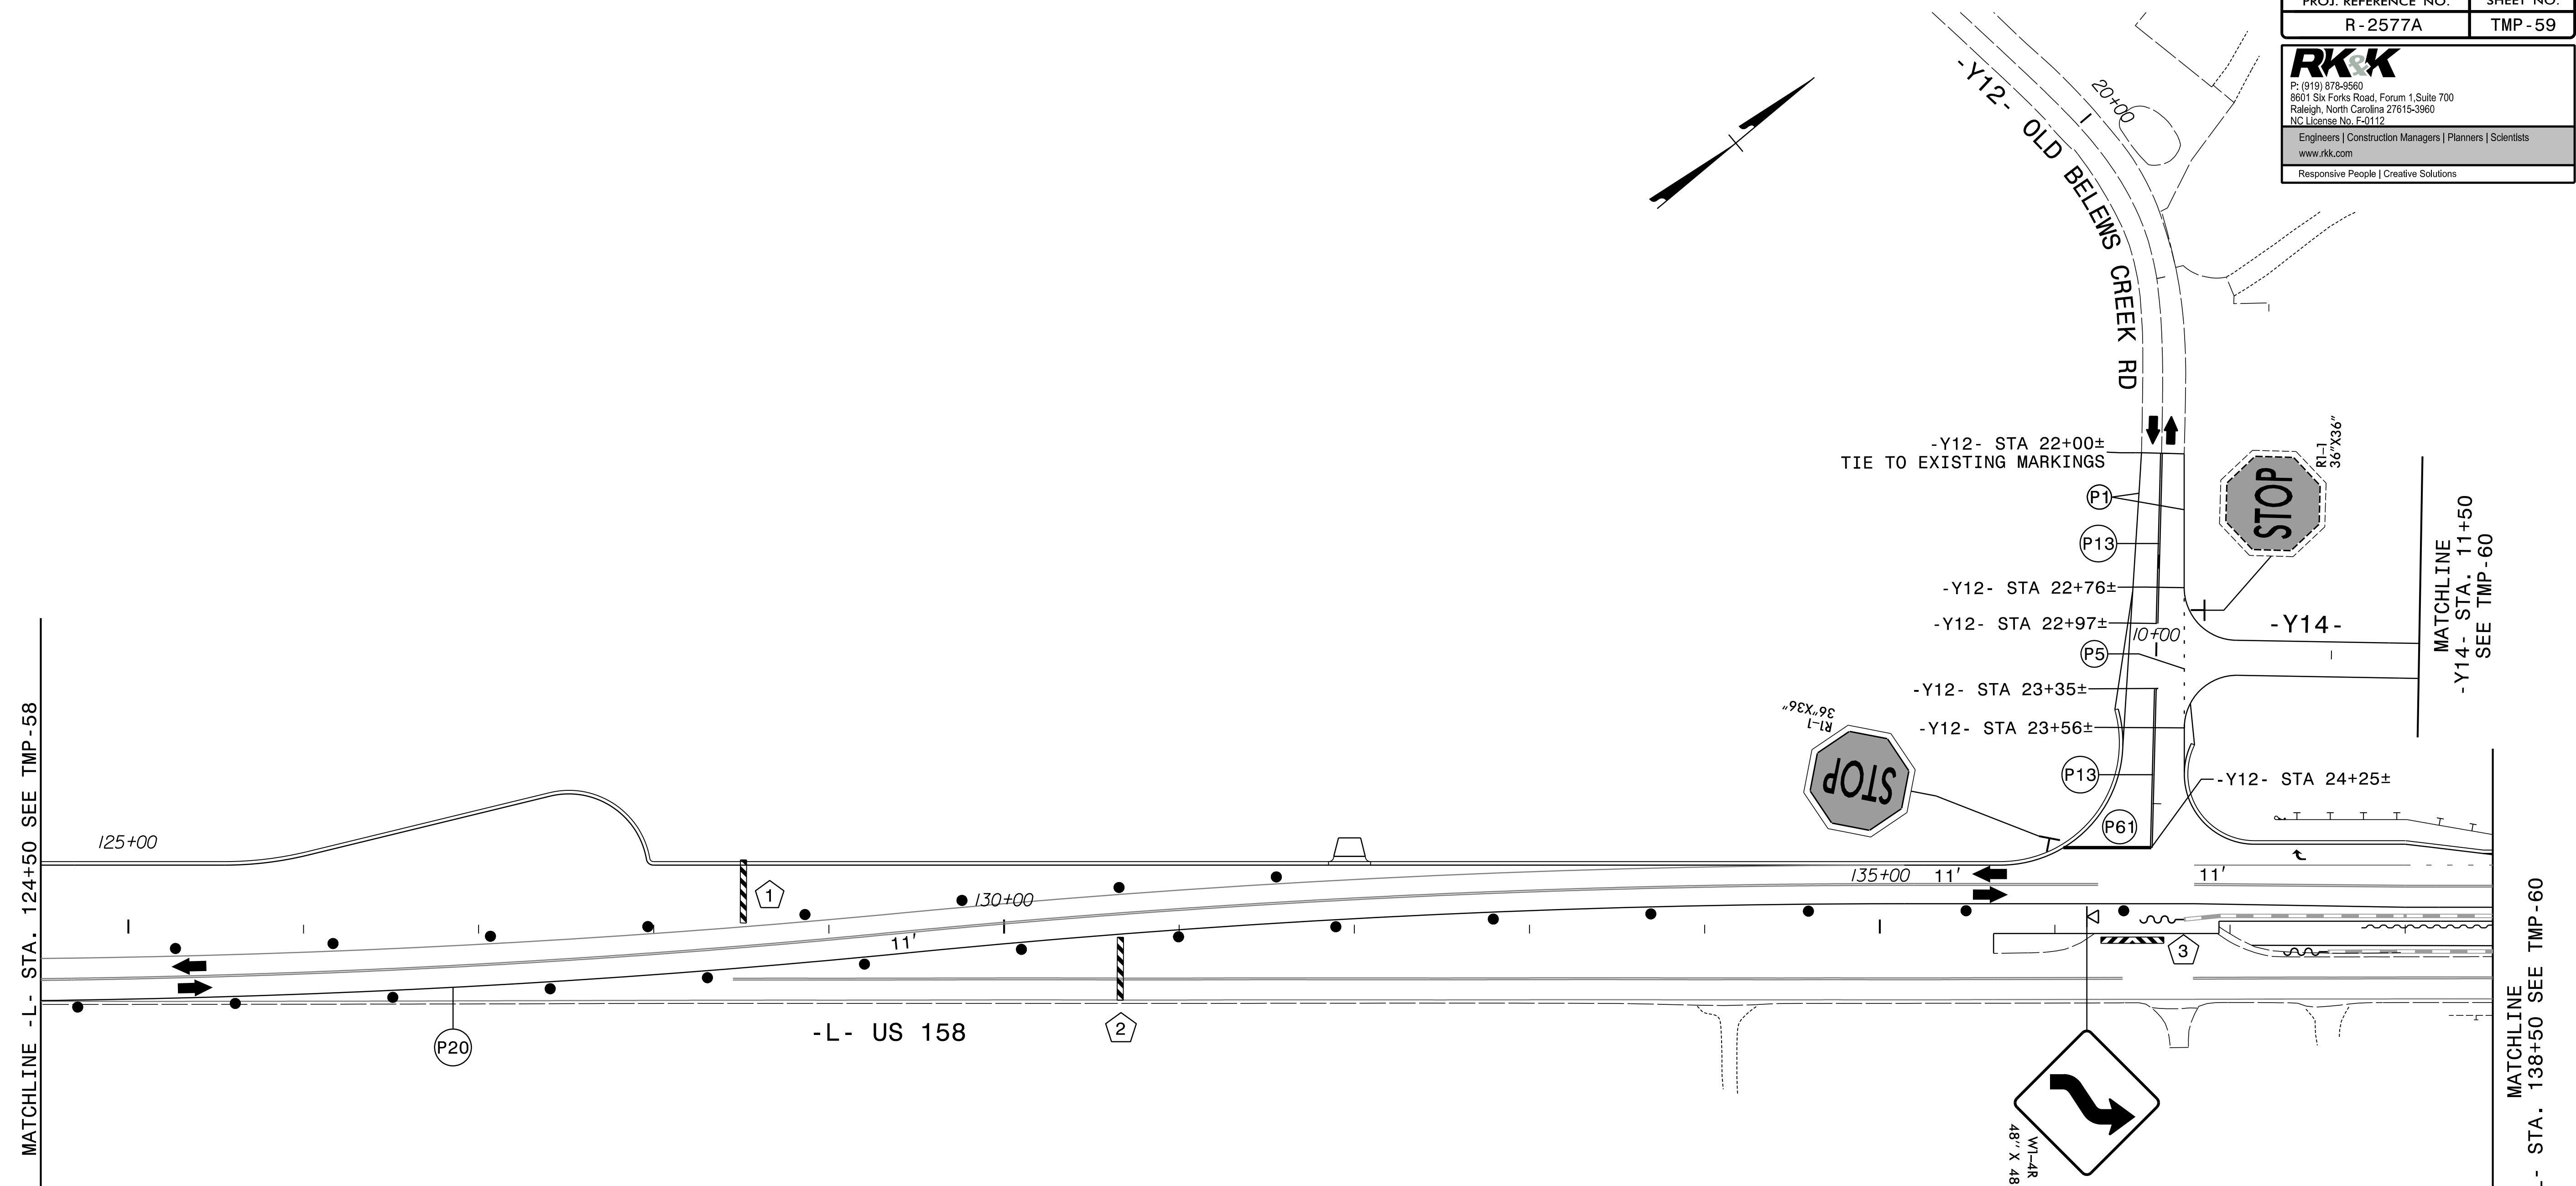 PROJ. REFERENCE NO.
SHEET NO.
R-2577A
TMP-59
RK&K
P: (919) 878-9560
8601 Six Forks Road, Forum 1,Suite 700
Raleigh, North Carolina 27615-3960
NC License No. F-0112
Engineers | Construction Managers | Planners | Scientists
www.rkk.com
Responsive People | Creative Solutions
-Y12- OLD BELEWS CREEK RD
20+00
-Y12- STA 22+00±
TIE TO EXISTING MARKINGS
P1
P13
-Y12- STA 22+76±
-Y12- STA 22+97±
10+00
P5
-Y12- STA 23+35±
-Y12- STA 23+56±
P13
P61
-Y12- STA 24+25±
STOP
R1-1
36"X36"
-Y14-
MATCHLINE
-Y14- STA. 11+50
SEE TMP-60
STOP
R1-1
36"X36"
MATCHLINE -L- STA. 124+50 SEE TMP-58
125+00
1
130+00
11'
135+00
11'
11'
2
3
P20
-L- US 158
W1-4R
48" X 48
MATCHLINE
L- STA. 138+50 SEE TMP-60